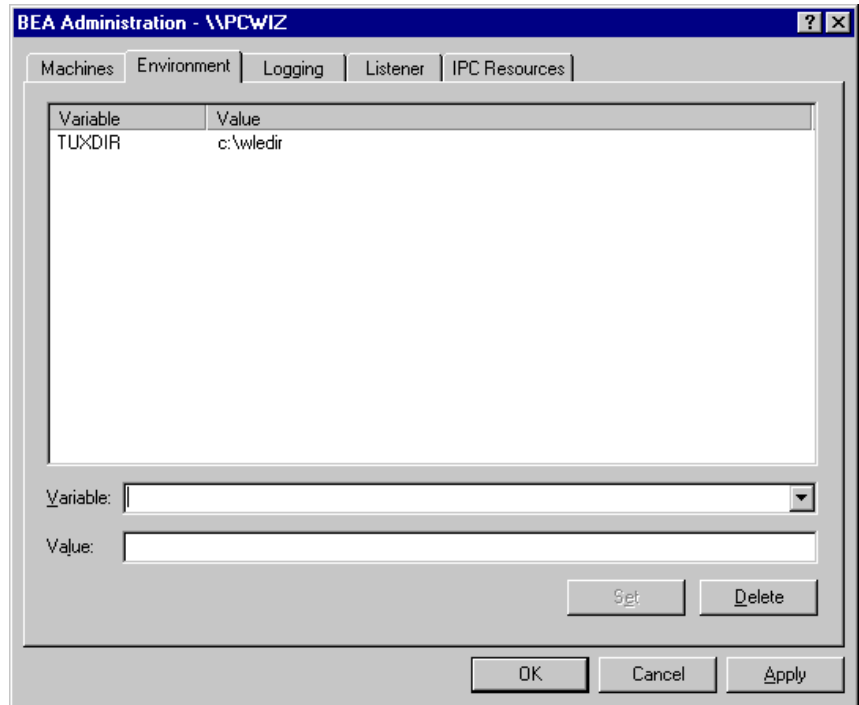 BEA Administration - \\PCWIZ
Machines Environment Logging Listener IPC Resources
Variable Value
TUXDIR c:\wledir
Variable:
Value:
Set Delete
OK Cancel Apply